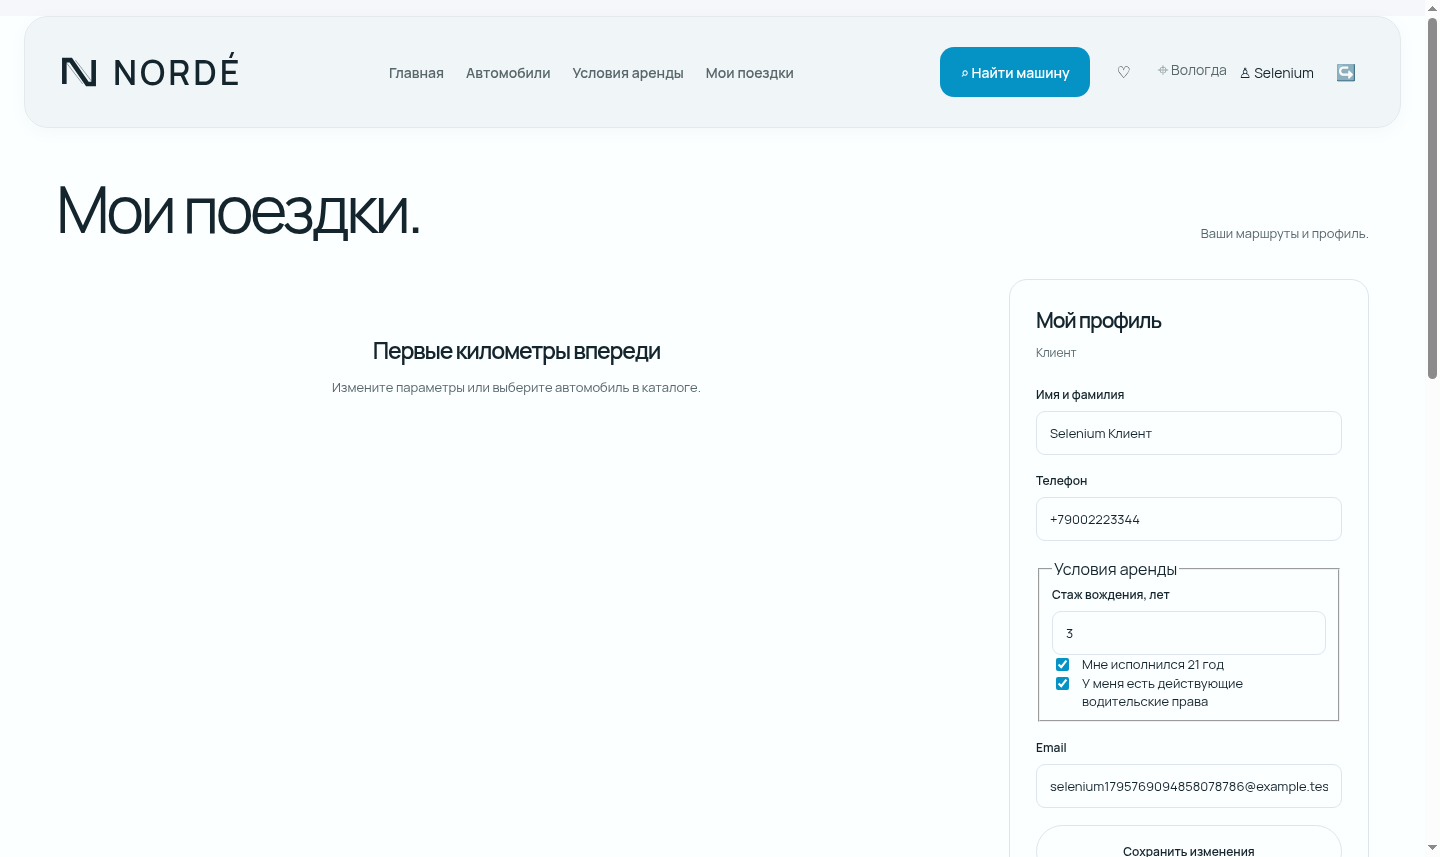 NORDÉ
Главная
Автомобили
Условия аренды
Мои поездки
Найти машину
Вологда
Selenium
Мои поездки.
Ваши маршруты и профиль.
Первые километры впереди
Измените параметры или выберите автомобиль в каталоге.
Мой профиль
Клиент
Имя и фамилия
Selenium Клиент
Телефон
+79002223344
Условия аренды
Стаж вождения, лет
3
Мне исполнился 21 год
У меня есть действующие
водительские права
Email
selenium1795769094858078786@example.tes
Сохранить изменения